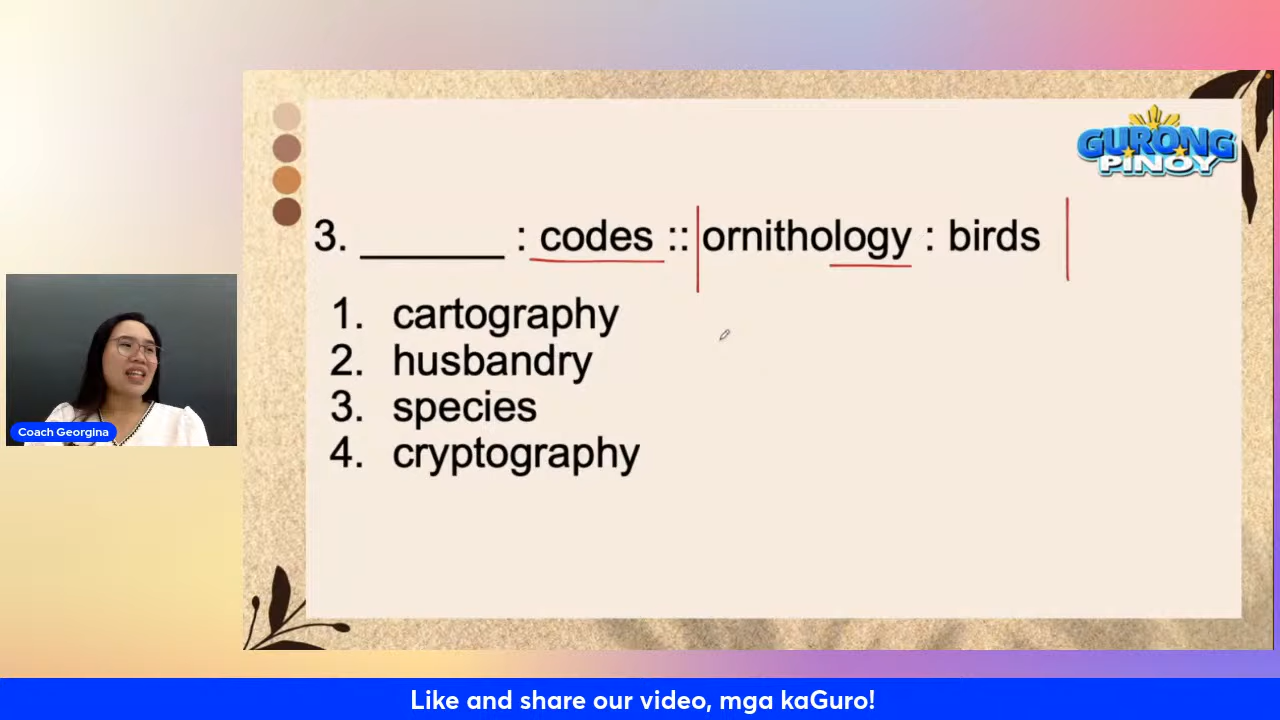 GURONG
PINOY
3. ______ : codes :: ornithology : birds
1. cartography
2. husbandry
3. species
4. cryptography
Coach Georgina
Like and share our video, mga kaGuro!